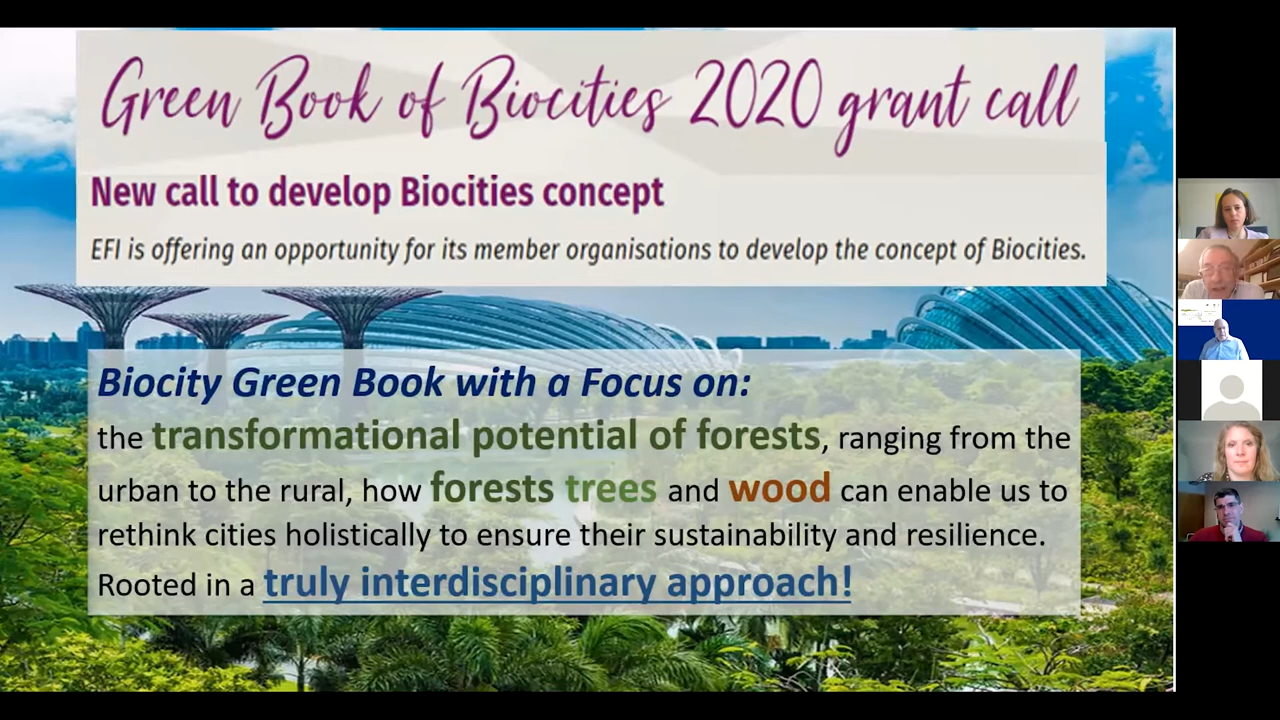 Green Book of Biocities 2020 grant call
New call to develop Biocities concept
EFI is offering an opportunity for its member organisations to develop the concept of Biocities.
Biocity Green Book with a Focus on:
the transformational potential of forests, ranging from the
urban to the rural, how forests trees and wood can enable us to
rethink cities holistically to ensure their sustainability and resilience.
Rooted in a truly interdisciplinary approach!